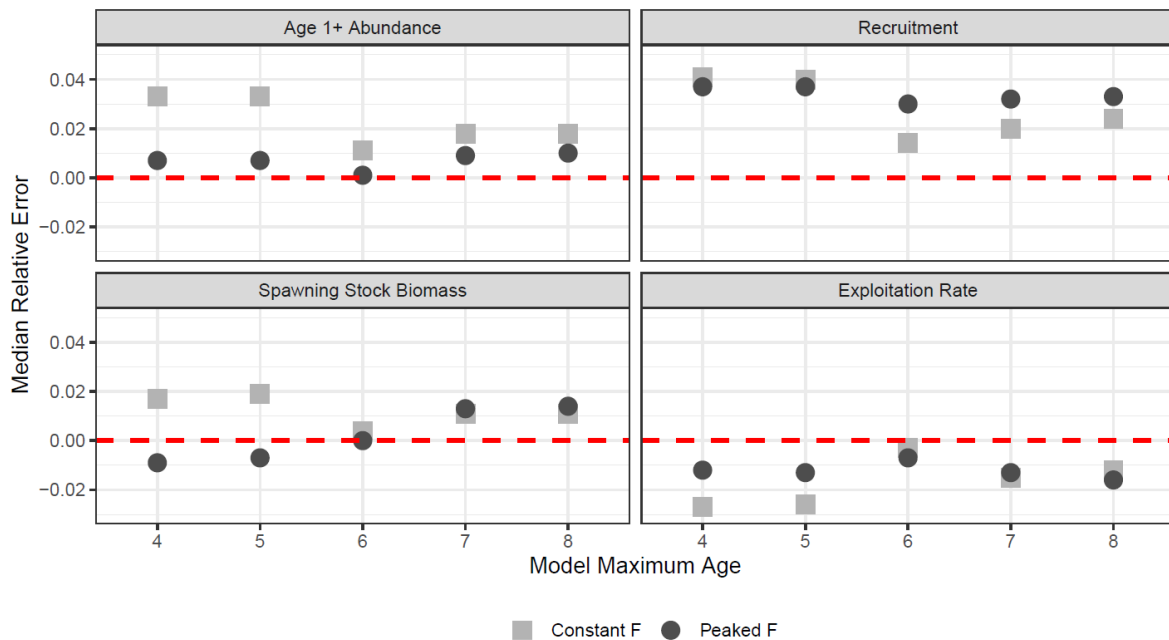 Age 1+ Abundance
Recruitment
0.04
0.02
0.00
−0.02
Spawning Stock Biomass
Exploitation Rate
0.04
0.02
0.00
−0.02
4 5 6 7 8
4 5 6 7 8
Median Relative Error
Model Maximum Age
Constant F Peaked F